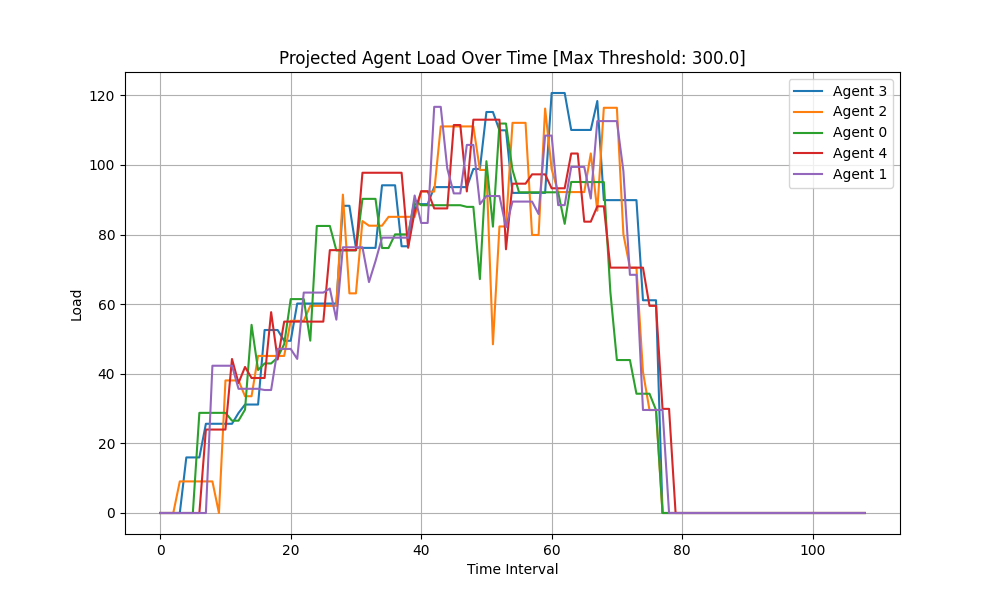 Projected Agent Load Over Time [Max Threshold: 300.0]
120
100
80
60
40
20
0
Load
0 20 40 60 80 100
Time Interval
Agent 3
Agent 2
Agent 0
Agent 4
Agent 1